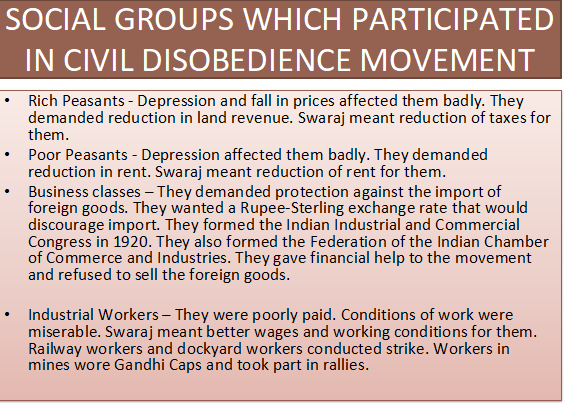 SOCIAL GROUPS WHICH PARTICIPATED
IN CIVIL DISOBEDIENCE MOVEMENT
• Rich Peasants - Depression and fall in prices affected them badly. They
demanded reduction in land revenue. Swaraj meant reduction of taxes for
them.
• Poor Peasants - Depression affected them badly. They demanded
reduction in rent. Swaraj meant reduction of rent for them.
• Business classes – They demanded protection against the import of
foreign goods. They wanted a Rupee-Sterling exchange rate that would
discourage import. They formed the Indian Industrial and Commercial
Congress in 1920. They also formed the Federation of the Indian Chamber
of Commerce and Industries. They gave financial help to the movement
and refused to sell the foreign goods.
• Industrial Workers – They were poorly paid. Conditions of work were
miserable. Swaraj meant better wages and working conditions for them.
Railway workers and dockyard workers conducted strike. Workers in
mines wore Gandhi Caps and took part in rallies.